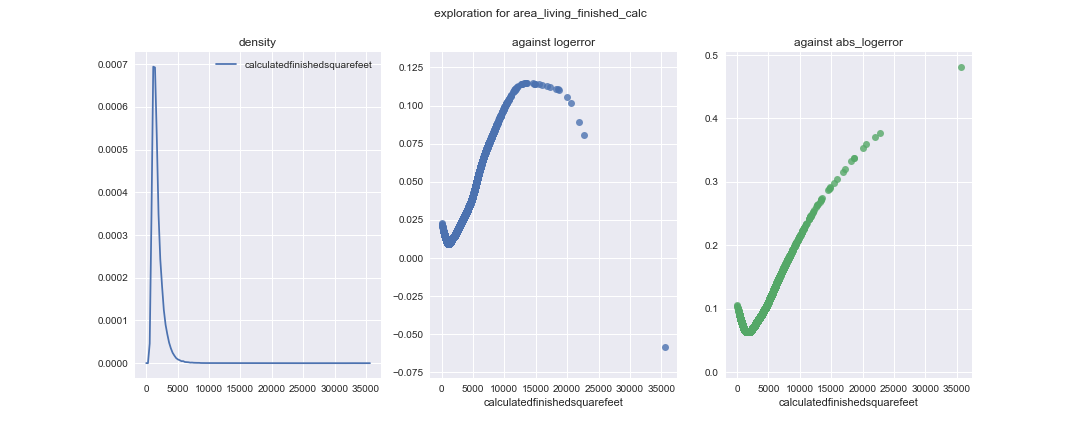 exploration for area_living_finished_calc
density
0.0007
0.0006
0.0005
0.0004
0.0003
0.0002
0.0001
0.0000
calculatedfinishedsquarefeet
0 5000 10000 15000 20000 25000 30000 35000
against logerror
0.125
0.100
0.075
0.050
0.025
0.000
−0.025
−0.050
−0.075
0 5000 10000 15000 20000 25000 30000 35000
calculatedfinishedsquarefeet
against abs_logerror
0.5
0.4
0.3
0.2
0.1
0.0
0 5000 10000 15000 20000 25000 30000 35000
calculatedfinishedsquarefeet